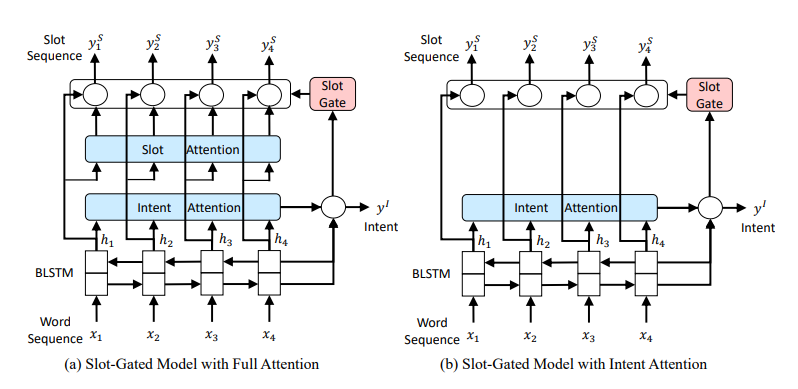 Slot
Sequence
y_1^S y_2^S y_3^S y_4^S
Slot
Gate
Slot Attention
Intent Attention
y^I
Intent
h_1 h_2 h_3 h_4
BLSTM
Word
Sequence
x_1 x_2 x_3 x_4
(a) Slot-Gated Model with Full Attention
Slot
Sequence
y_1^S y_2^S y_3^S y_4^S
Slot
Gate
Intent Attention
y^I
Intent
h_1 h_2 h_3 h_4
BLSTM
Word
Sequence
x_1 x_2 x_3 x_4
(b) Slot-Gated Model with Intent Attention